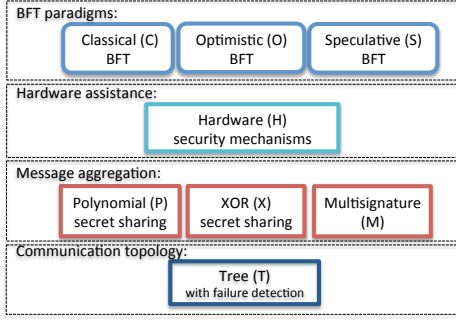 BFT paradigms:
Classical (C) Optimistic (O) Speculative (S)
BFT BFT BFT
Hardware assistance:
Hardware (H)
security mechanisms
Message aggregation:
Polynomial (P) XOR (X) Multisignature
secret sharing secret sharing (M)
Communication topology:
Tree (T)
with failure detection